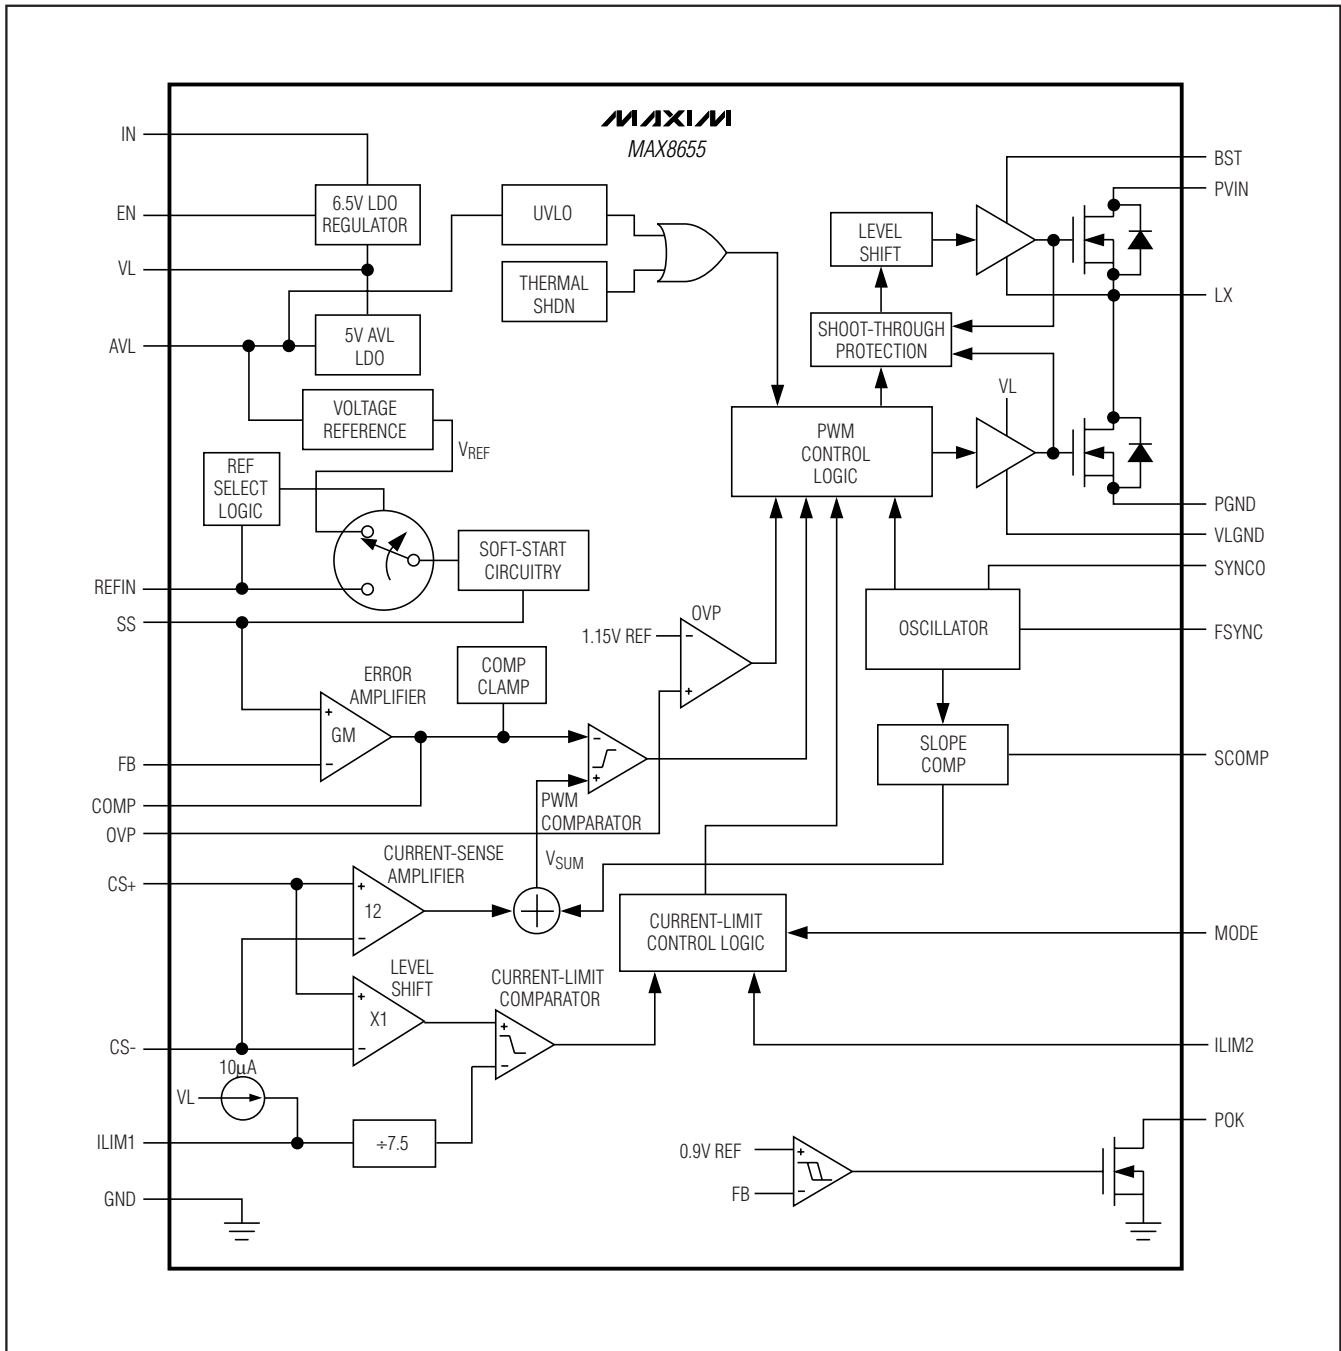 MAXIM
MAX8655
IN
EN
VL
AVL
REFIN
SS
FB
COMP
OVP
CS+
CS-
ILIM1
GND
6.5V LDO
REGULATOR
5V AVL
LDO
VOLTAGE
REFERENCE
VREF
REF
SELECT
LOGIC
SOFT-START
CIRCUITRY
UVLO
THERMAL
SHDN
LEVEL
SHIFT
SHOOT-THROUGH
PROTECTION
PWM
CONTROL
LOGIC
VL
OVP
1.15V REF
-
+
OSCILLATOR
SLOPE
COMP
ERROR
AMPLIFIER
+
GM
-
COMP
CLAMP
-
+
PWM
COMPARATOR
VSUM
CURRENT-SENSE
AMPLIFIER
+
12
-
LEVEL
SHIFT
+
X1
-
CURRENT-LIMIT
COMPARATOR
+
-
CURRENT-LIMIT
CONTROL LOGIC
10µA
VL
÷7.5
0.9V REF
+
FB
-
BST
PVIN
LX
PGND
VLGND
SYNCO
FSYNC
SCOMP
MODE
ILIM2
POK